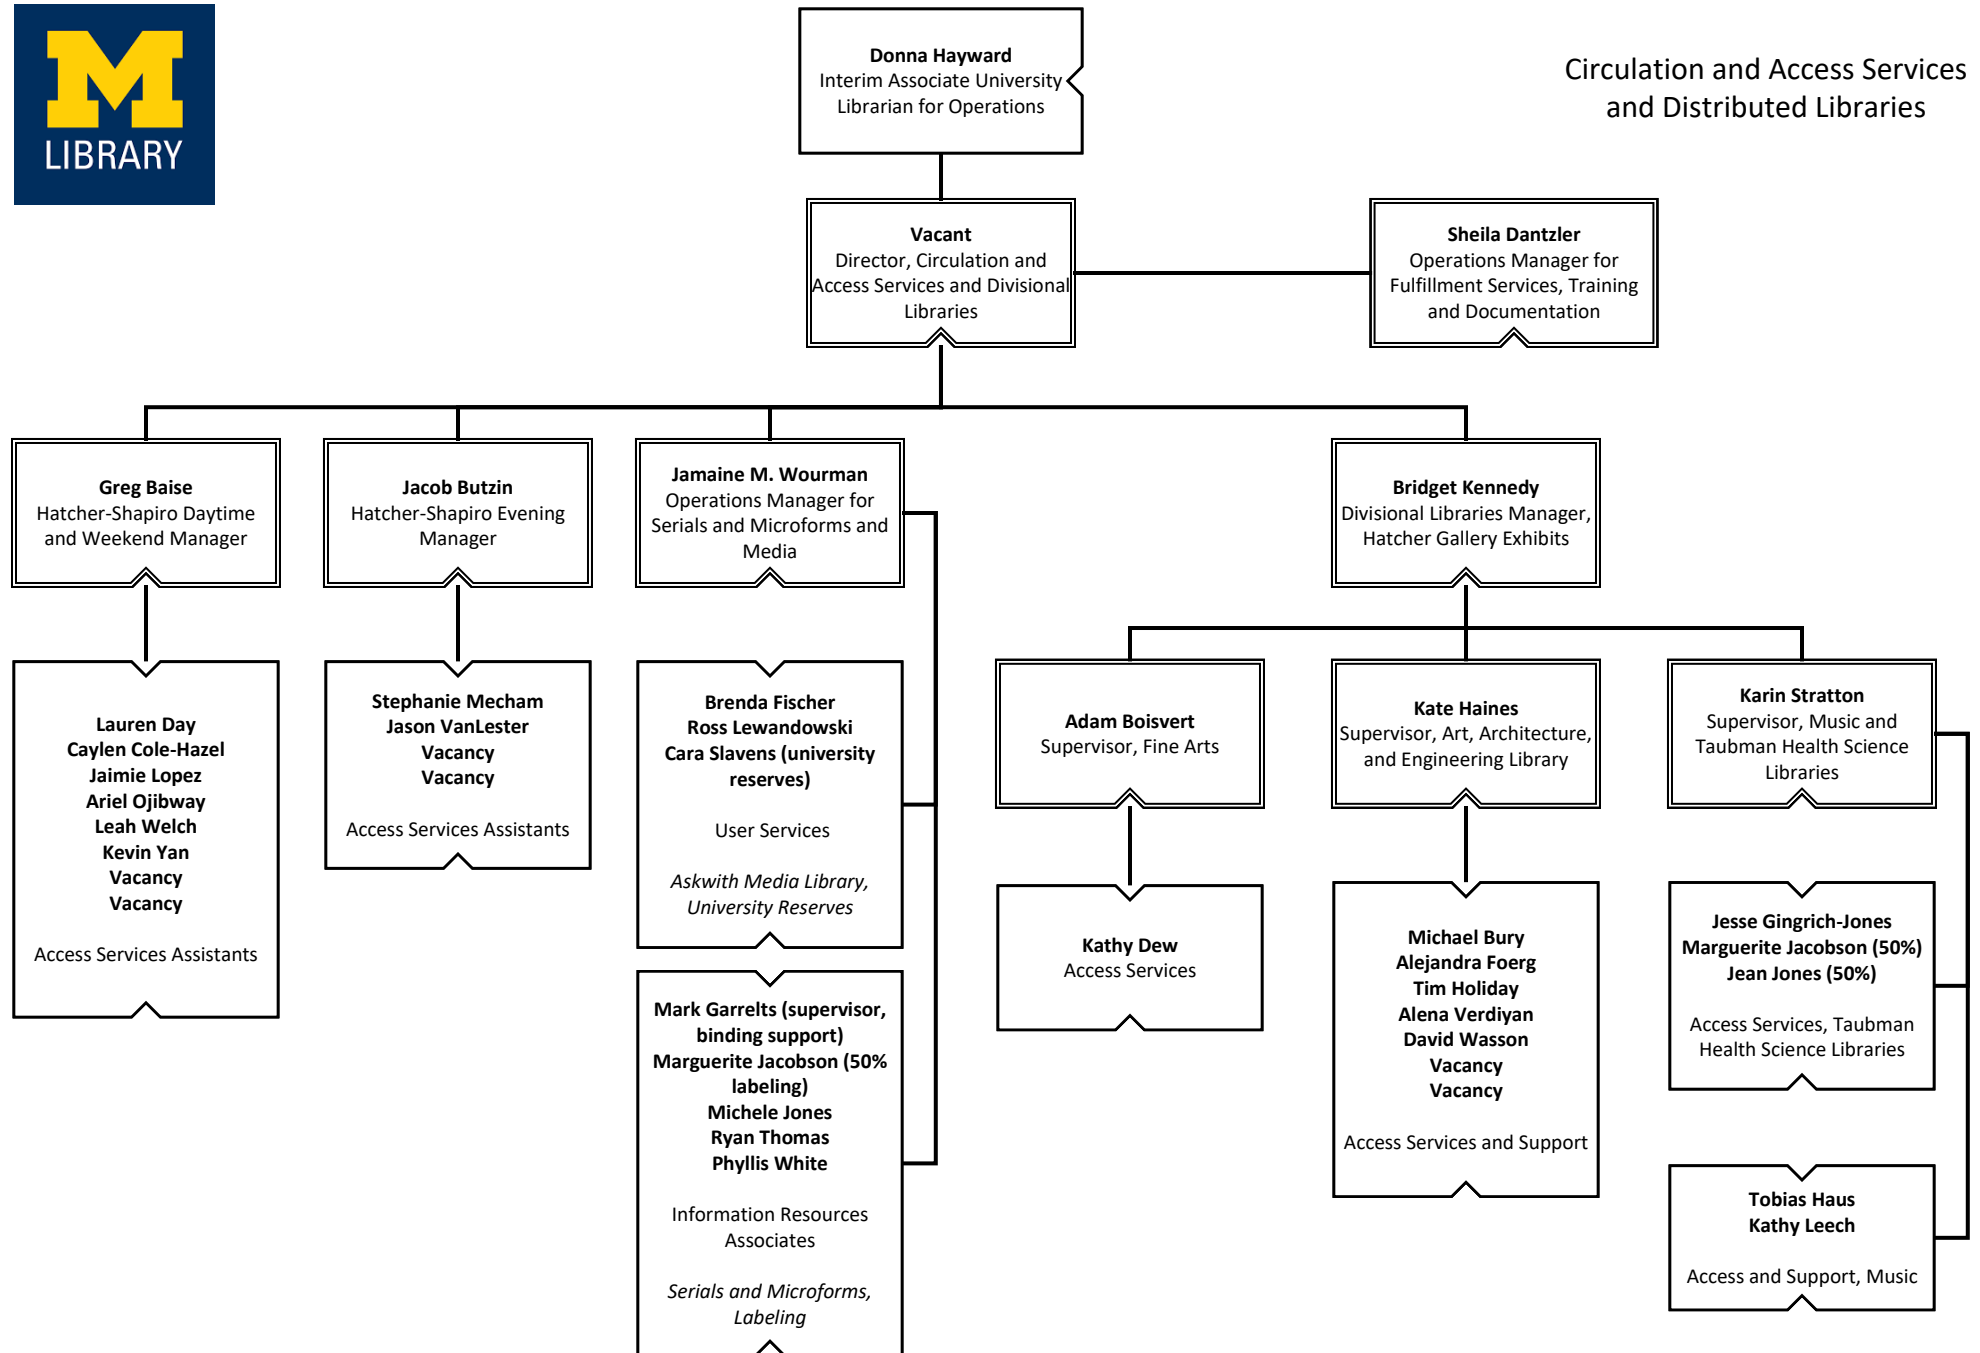 M
LIBRARY
Circulation and Access Services
and Distributed Libraries
Donna Hayward
Interim Associate University
Librarian for Operations
Vacant
Director, Circulation and
Access Services and Divisional
Libraries
Sheila Dantzler
Operations Manager for
Fulfillment Services, Training
and Documentation
Greg Baise
Hatcher-Shapiro Daytime
and Weekend Manager
Jacob Butzin
Hatcher-Shapiro Evening
Manager
Jamaine M. Wourman
Operations Manager for
Serials and Microforms and
Media
Bridget Kennedy
Divisional Libraries Manager,
Hatcher Gallery Exhibits
Lauren Day
Caylen Cole-Hazel
Jaimie Lopez
Ariel Ojibway
Leah Welch
Kevin Yan
Vacancy
Vacancy
Access Services Assistants
Stephanie Mecham
Jason VanLester
Vacancy
Vacancy
Access Services Assistants
Brenda Fischer
Ross Lewandowski
Cara Slavens (university
reserves)
User Services
Askwith Media Library,
University Reserves
Mark Garrelts (supervisor,
binding support)
Marguerite Jacobson (50%
labeling)
Michele Jones
Ryan Thomas
Phyllis White
Information Resources
Associates
Serials and Microforms,
Labeling
Adam Boisvert
Supervisor, Fine Arts
Kathy Dew
Access Services
Kate Haines
Supervisor, Art, Architecture,
and Engineering Library
Michael Bury
Alejandra Foerg
Tim Holiday
Alena Verdiyan
David Wasson
Vacancy
Vacancy
Access Services and Support
Karin Stratton
Supervisor, Music and
Taubman Health Science
Libraries
Jesse Gingrich-Jones
Marguerite Jacobson (50%)
Jean Jones (50%)
Access Services, Taubman
Health Science Libraries
Tobias Haus
Kathy Leech
Access and Support, Music